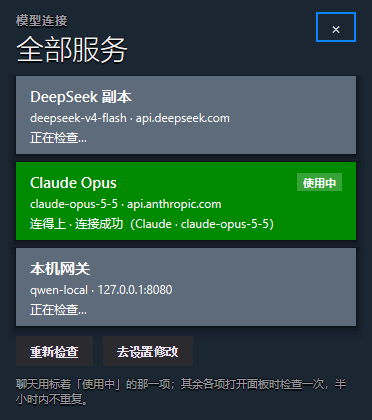 模型连接
全部服务
×
DeepSeek 副本
deepseek-v4-flash · api.deepseek.com
正在检查...
Claude Opus
使用中
claude-opus-5-5 · api.anthropic.com
连得上 · 连接成功（Claude · claude-opus-5-5）
本机网关
qwen-local · 127.0.0.1:8080
正在检查...
重新检查
去设置修改
聊天用标着「使用中」的那一项；其余各项打开面板时检查一次，半
小时内不重复。